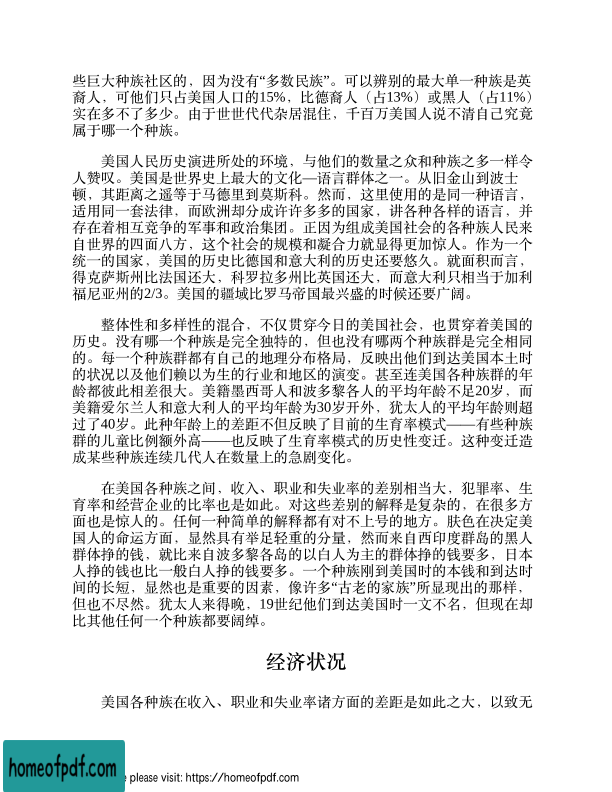 些巨大种族社区的，因为没有“多数民族”。可以辨别的最大单一种族是英
裔人，可他们只占美国人口的15%，比德裔人（占13%）或黑人（占11%）
实在多不了多少。由于世世代代杂居混住，千百万美国人说不清自己究竟
属于哪一个种族。
美国人民历史演进所处的环境，与他们的数量之众和种族之多一样令
人赞叹。美国是世界史上最大的文化—语言群体之一。从旧金山到波士
顿，其距离之遥等于马德里到莫斯科。然而，这里使用的是同一种语言，
适用同一套法律，而欧洲却分成许许多多的国家，讲各种各样的语言，并
存在着相互竞争的军事和政治集团。正因为组成美国社会的各种族人民来
自世界的四面八方，这个社会的规模和凝合力就显得更加惊人。作为一个
统一的国家，美国的历史比德国和意大利的历史还要悠久。就面积而言，
得克萨斯州比法国还大，科罗拉多州比英国还大，而意大利只相当于加利
福尼亚州的2/3。美国的疆域比罗马帝国最兴盛的时候还要广阔。
整体性和多样性的混合，不仅贯穿今日的美国社会，也贯穿着美国的
历史。没有哪一个种族是完全独特的，但也没有哪两个种族群是完全相同
的。每一个种族群都有自己的地理分布格局，反映出他们到达美国本土时
的状况以及他们赖以为生的行业和地区的演变。甚至连美国各种族群的年
龄都彼此相差很大。美籍墨西哥人和波多黎各人的平均年龄不足20岁，而
美籍爱尔兰人和意大利人的平均年龄为30岁开外，犹太人的平均年龄则超
过了40岁。此种年龄上的差距不但反映了目前的生育率模式——有些种族
群的儿童比例额外高——也反映了生育率模式的历史性变迁。这种变迁造
成某些种族连续几代人在数量上的急剧变化。
在美国各种族之间，收入、职业和失业率的差别相当大，犯罪率、生
育率和经营企业的比率也是如此。对这些差别的解释是复杂的，在很多方
面也是惊人的。任何一种简单的解释都有对不上号的地方。肤色在决定美
国人的命运方面，显然具有举足轻重的分量，然而来自西印度群岛的黑人
群体挣的钱，就比来自波多黎各岛的以白人为主的群体挣的钱要多，日本
人挣的钱也比一般白人挣的钱要多。一个种族刚到美国时的本钱和到达时
间的长短，显然也是重要的因素，像许多“古老的家族”所显现出的那样，
但也不尽然。犹太人来得晚，19世纪他们到达美国时一文不名，但现在却
比其他任何一个种族都要阔绰。
经济状况
美国各种族在收入、职业和失业率诸方面的差距是如此之大，以致无
homeofpdf.com
e please visit: https://homeofpdf.com